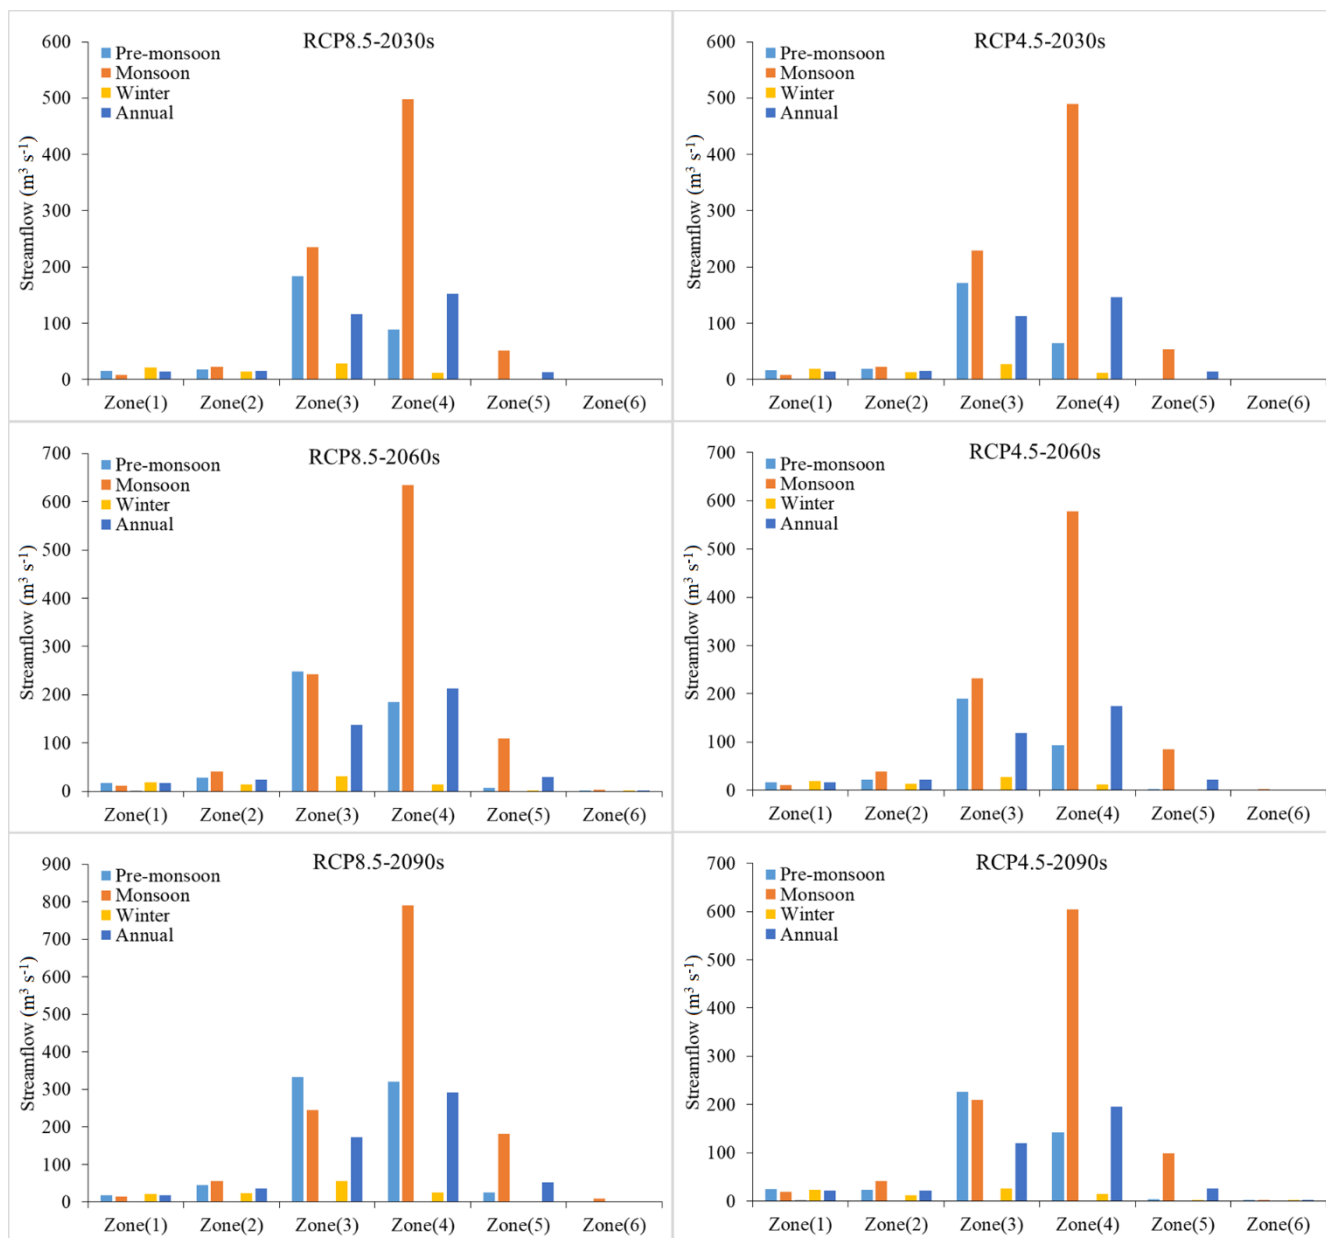 RCP8.5-2030s
Pre-monsoon
Monsoon
Winter
Annual
Streamflow (m³ s⁻¹)
600
500
400
300
200
100
0
Zone(1) Zone(2) Zone(3) Zone(4) Zone(5) Zone(6)
RCP4.5-2030s
Pre-monsoon
Monsoon
Winter
Annual
Streamflow (m³ s⁻¹)
600
500
400
300
200
100
0
Zone(1) Zone(2) Zone(3) Zone(4) Zone(5) Zone(6)
RCP8.5-2060s
Pre-monsoon
Monsoon
Winter
Annual
Streamflow (m³ s⁻¹)
700
600
500
400
300
200
100
0
Zone(1) Zone(2) Zone(3) Zone(4) Zone(5) Zone(6)
RCP4.5-2060s
Pre-monsoon
Monsoon
Winter
Annual
Streamflow (m³ s⁻¹)
700
600
500
400
300
200
100
0
Zone(1) Zone(2) Zone(3) Zone(4) Zone(5) Zone(6)
RCP8.5-2090s
Pre-monsoon
Monsoon
Winter
Annual
Streamflow (m³ s⁻¹)
900
800
700
600
500
400
300
200
100
0
Zone(1) Zone(2) Zone(3) Zone(4) Zone(5) Zone(6)
RCP4.5-2090s
Pre-monsoon
Monsoon
Winter
Annual
Streamflow (m³ s⁻¹)
700
600
500
400
300
200
100
0
Zone(1) Zone(2) Zone(3) Zone(4) Zone(5) Zone(6)